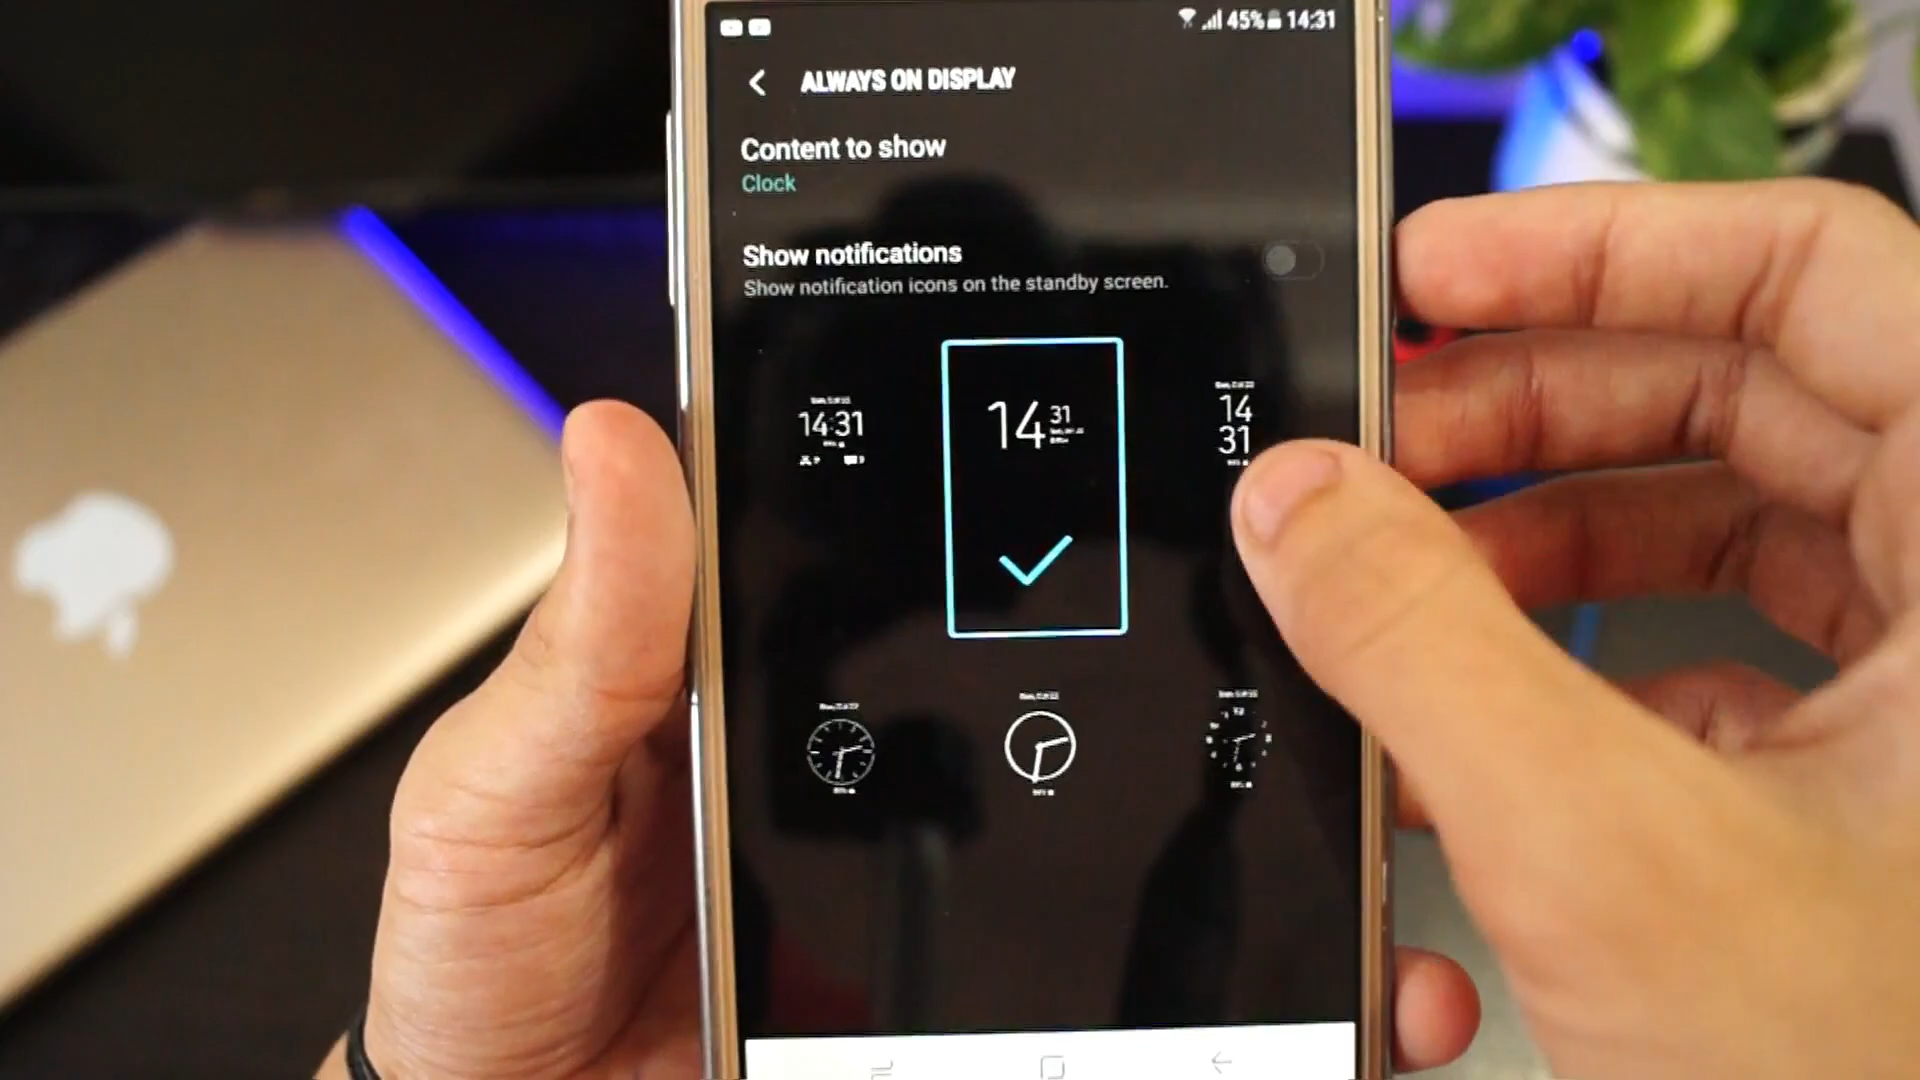 45% 14:31
ALWAYS ON DISPLAY
Content to show
Clock
Show notifications
Show notification icons on the standby screen.
14:31
14 31
14
31
12